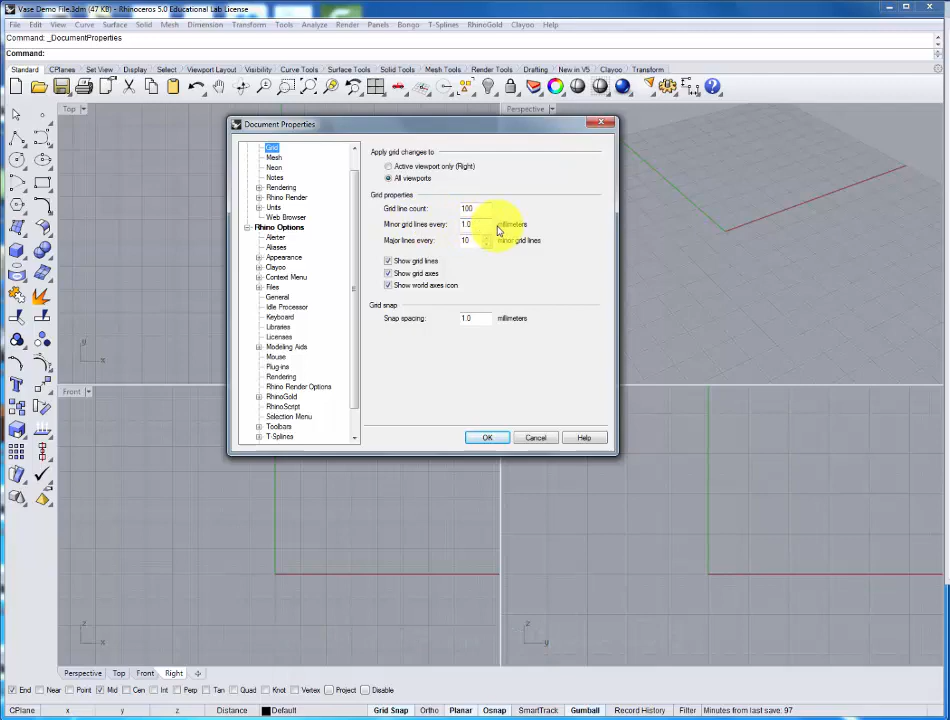 Vase Demo File.3dm (47 KB) - Rhinoceros 5.0 Educational Lab License
File Edit View Curve Surface Solid Mesh Dimension Transform Tools Analyze Render Panels Bongo T-Splines RhinoGold Clayoo Help
Command: _DocumentProperties
Command:
Standard CPlanes Set View Display Select Viewport Layout Visibility Curve Tools Surface Tools Solid Tools Mesh Tools Render Tools Drafting New in V5 Clayoo Transform
Top
Perspective
Document Properties
Grid
Mesh
Neon
Notes
Rendering
Rhino Render
Units
Web Browser
Rhino Options
Alerter
Aliases
Appearance
Clayoo
Context Menu
Files
General
Idle Processor
Keyboard
Libraries
Licenses
Modeling Aids
Mouse
Plug-ins
Rendering
Rhino Render Options
RhinoGold
RhinoScript
Selection Menu
Toolbars
T-Splines
Apply grid changes to
Active viewport only (Right)
All viewports
Grid properties
Grid line count: 100
Minor grid lines every: 1.0 millimeters
Major lines every: 10 minor grid lines
Show grid lines
Show grid axes
Show world axes icon
Grid snap
Snap spacing: 1.0 millimeters
OK Cancel Help
y
x
Front
z
x
z
y
Perspective Top Front Right
End Near Point Mid Cen Int Perp Tan Quad Knot Vertex Project Disable
CPlane x y z Distance Default Grid Snap Ortho Planar Osnap SmartTrack Gumball Record History Filter Minutes from last save: 97